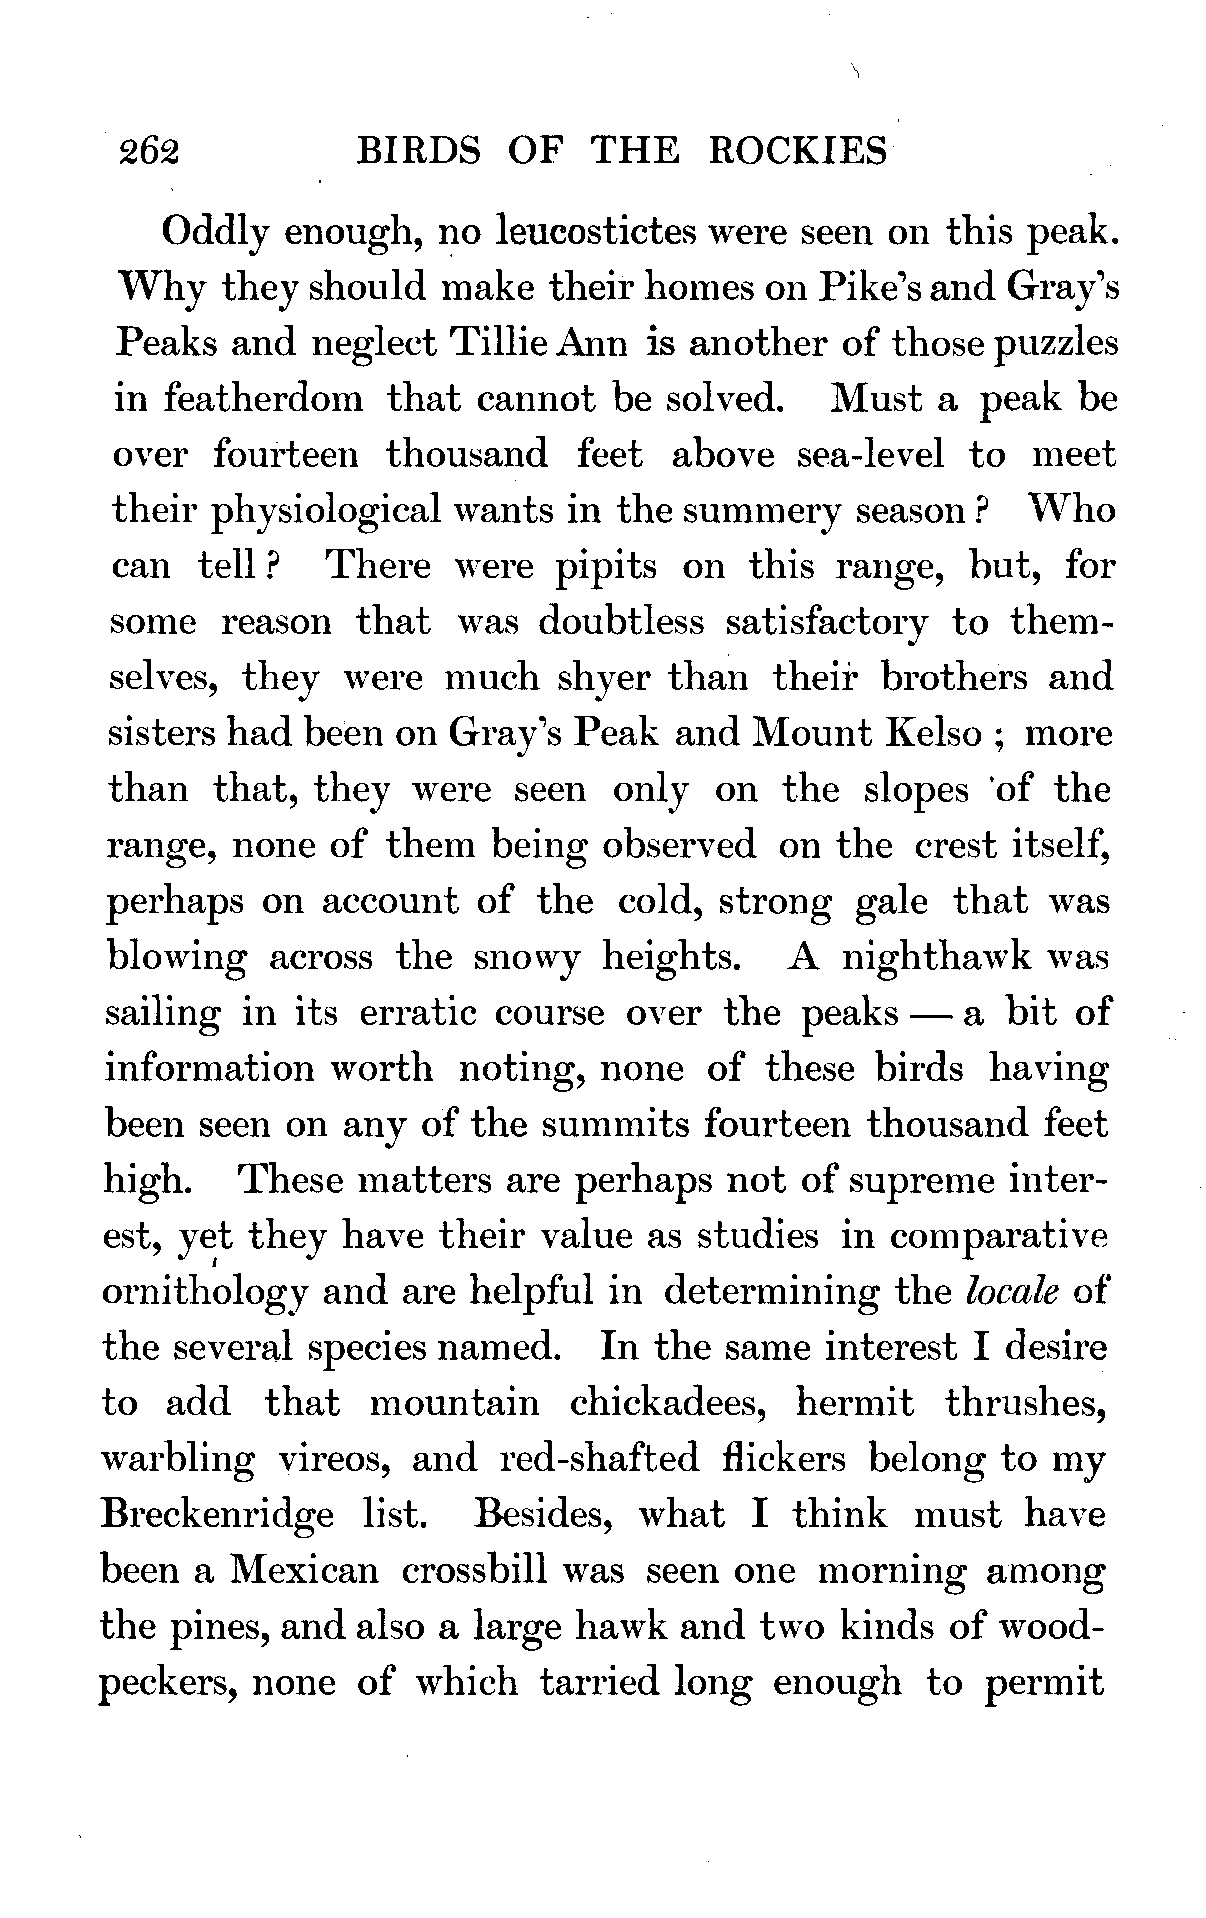 262 BIRDS OF THE ROCKIES
Oddly enough, no leucostictes were seen on this peak.
Why they should make their homes on Pike's and Gray's
Peaks and neglect Tillie Ann is another of those puzzles
in featherdom that cannot be solved. Must a peak be
over fourteen thousand feet above sea-level to meet
their physiological wants in the summery season? Who
can tell? There were pipits on this range, but, for
some reason that was doubtless satisfactory to them-
selves, they were much shyer than their brothers and
sisters had been on Gray's Peak and Mount Kelso; more
than that, they were seen only on the slopes of the
range, none of them being observed on the crest itself,
perhaps on account of the cold, strong gale that was
blowing across the snowy heights. A nighthawk was
sailing in its erratic course over the peaks — a bit of
information worth noting, none of these birds having
been seen on any of the summits fourteen thousand feet
high. These matters are perhaps not of supreme inter-
est, yet they have their value as studies in comparative
ornithology and are helpful in determining the locale of
the several species named. In the same interest I desire
to add that mountain chickadees, hermit thrushes,
warbling vireos, and red-shafted flickers belong to my
Breckenridge list. Besides, what I think must have
been a Mexican crossbill was seen one morning among
the pines, and also a large hawk and two kinds of wood-
peckers, none of which tarried long enough to permit